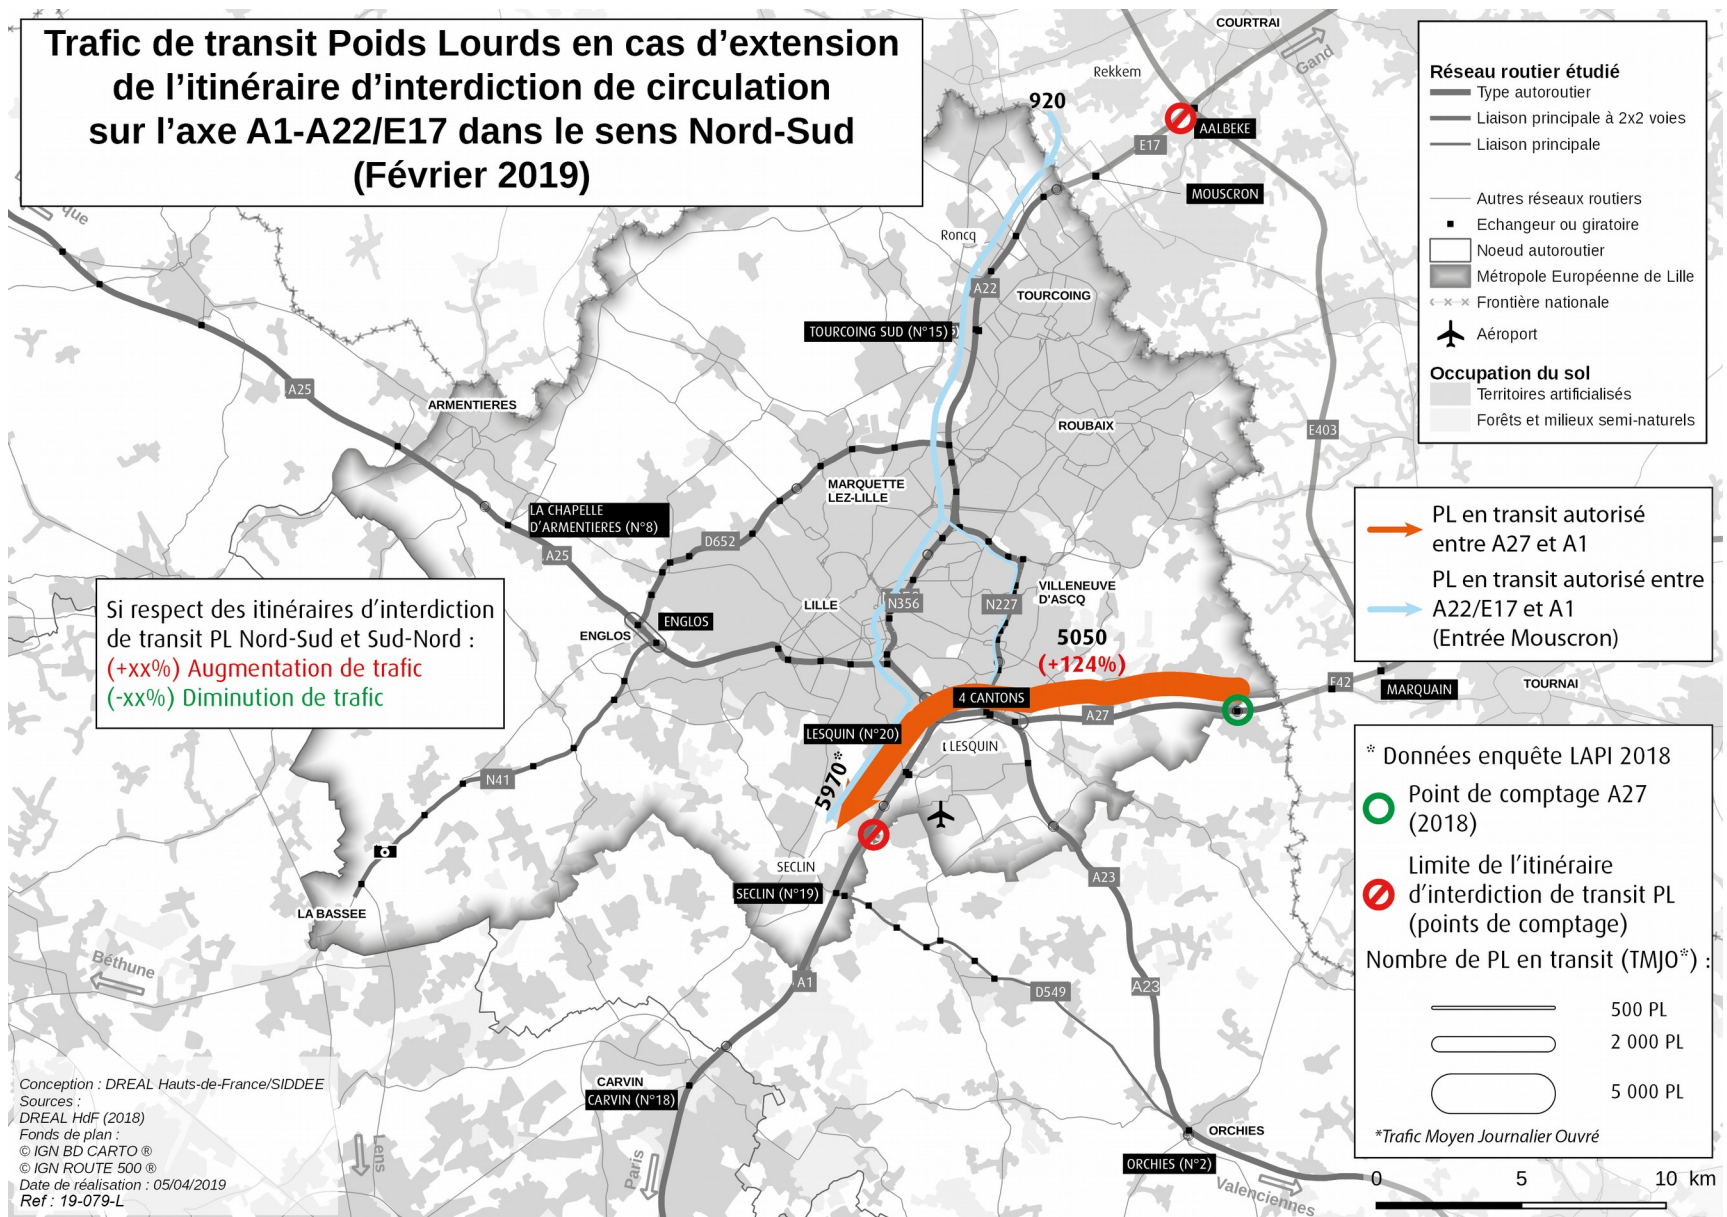 Trafic de transit Poids Lourds en cas d’extension
de l’itinéraire d’interdiction de circulation
sur l’axe A1-A22/E17 dans le sens Nord-Sud
(Février 2019)
COURTRAI
Gand
Rekkem
920
AALBEKE
E17
MOUSCRON
Roncq
A22
TOURCOING
TOURCOING SUD (N°15)
A25
ARMENTIERES
ROUBAIX
E403
MARQUETTE
LEZ-LILLE
LA CHAPELLE
D’ARMENTIERES (N°8)
A25
D652
VILLENEUVE
D’ASCQ
LILLE
N356
N227
ENGLOS
ENGLOS
5050
(+124%)
4 CANTONS
A27
MARQUAIN
TOURNAI
LESQUIN (N°20)
LESQUIN
5970*
N41
SECLIN
SECLIN (N°19)
A23
LA BASSEE
Béthune
A1
D549
A23
CARVIN
CARVIN (N°18)
ORCHIES
ORCHIES (N°2)
Lens
Paris
Valenciennes
Réseau routier étudié
Type autoroutier
Liaison principale à 2x2 voies
Liaison principale
Autres réseaux routiers
Echangeur ou giratoire
Noeud autoroutier
Métropole Européenne de Lille
Frontière nationale
Aéroport
Occupation du sol
Territoires artificialisés
Forêts et milieux semi-naturels
PL en transit autorisé
entre A27 et A1
PL en transit autorisé entre
A22/E17 et A1
(Entrée Mouscron)
Si respect des itinéraires d’interdiction
de transit PL Nord-Sud et Sud-Nord :
(+xx%) Augmentation de trafic
(-xx%) Diminution de trafic
* Données enquête LAPI 2018
Point de comptage A27
(2018)
Limite de l’itinéraire
d’interdiction de transit PL
(points de comptage)
Nombre de PL en transit (TMJO*) :
500 PL
2 000 PL
5 000 PL
*Trafic Moyen Journalier Ouvré
0 5 10 km
Conception : DREAL Hauts-de-France/SIDDEE
Sources :
DREAL HdF (2018)
Fonds de plan :
© IGN BD CARTO ®
© IGN ROUTE 500 ®
Date de réalisation : 05/04/2019
Ref : 19-079-L